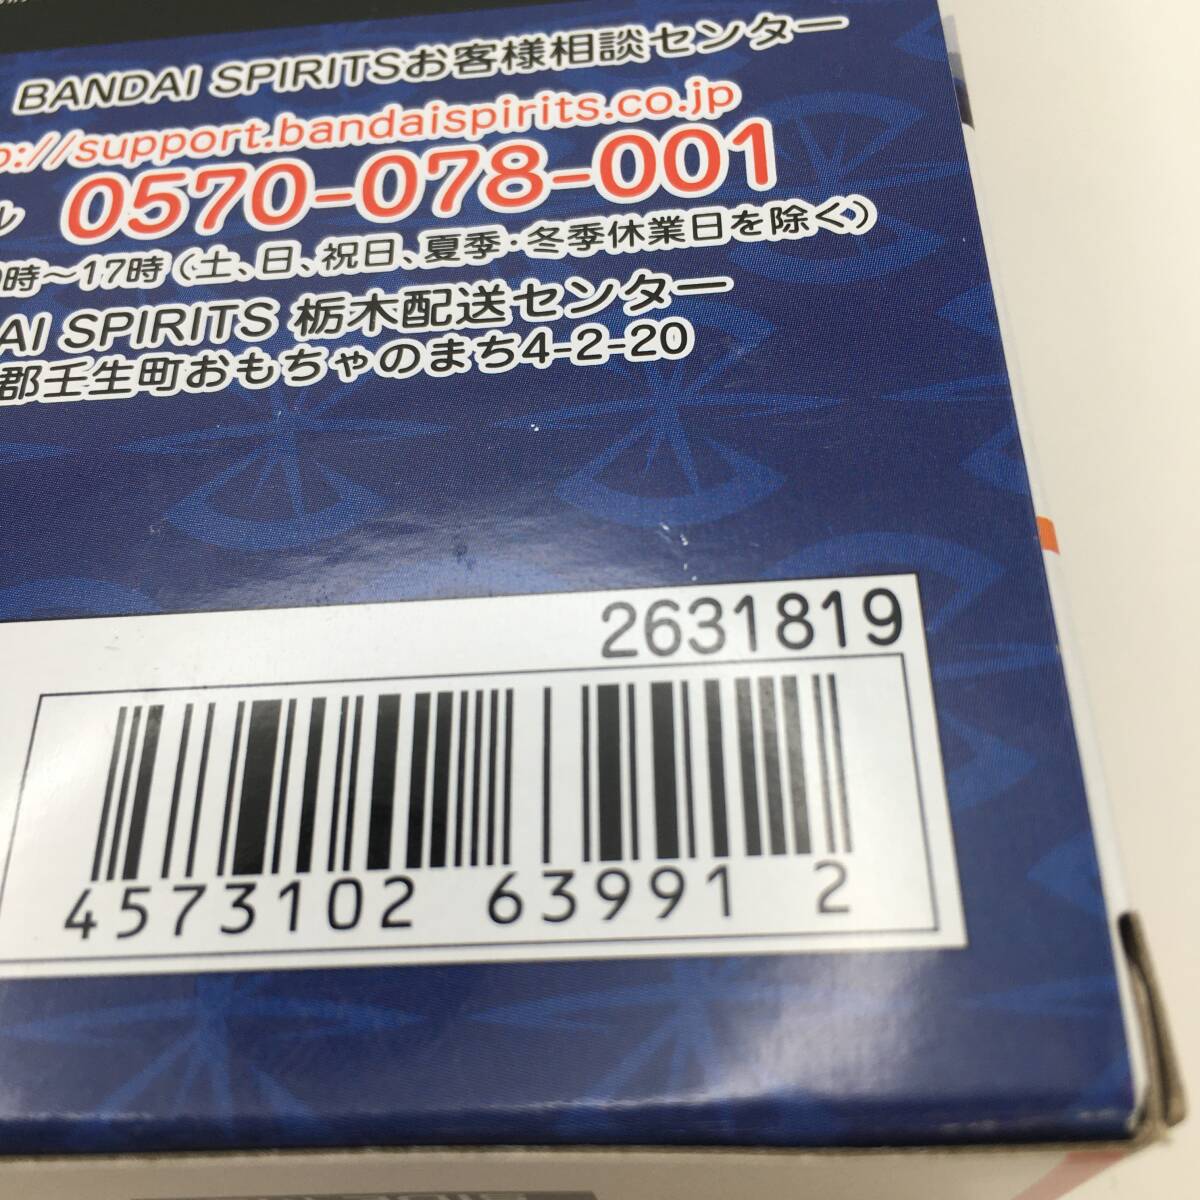 BANDAI SPIRITSお客様相談センター
://support.bandaispirits.co.jp
ル 0570-078-001
時〜17時（土、日、祝日、夏季・冬季休業日を除く）
AI SPIRITS 栃木配送センター
郡壬生町おもちゃのまち4-2-20
2631819
4573102 639912